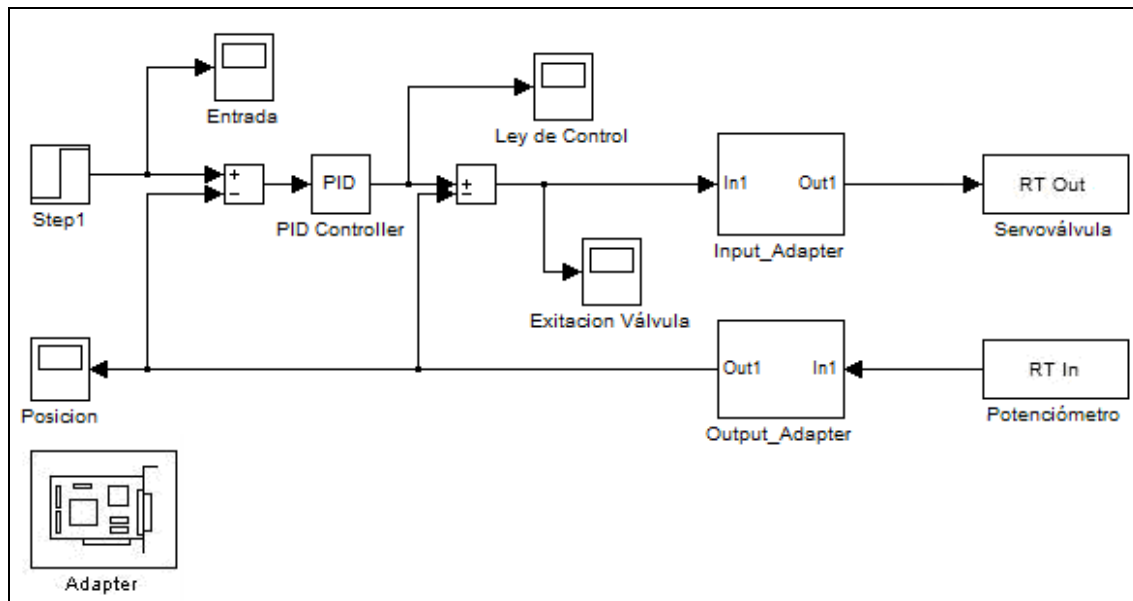 Entrada
Ley de Control
Step1
+
−
PID
PID Controller
+
−
In1 Out1
Input_Adapter
RT Out
Servoválvula
Exitacion Válvula
Posicion
Out1 In1
Output_Adapter
RT In
Potenciómetro
Adapter